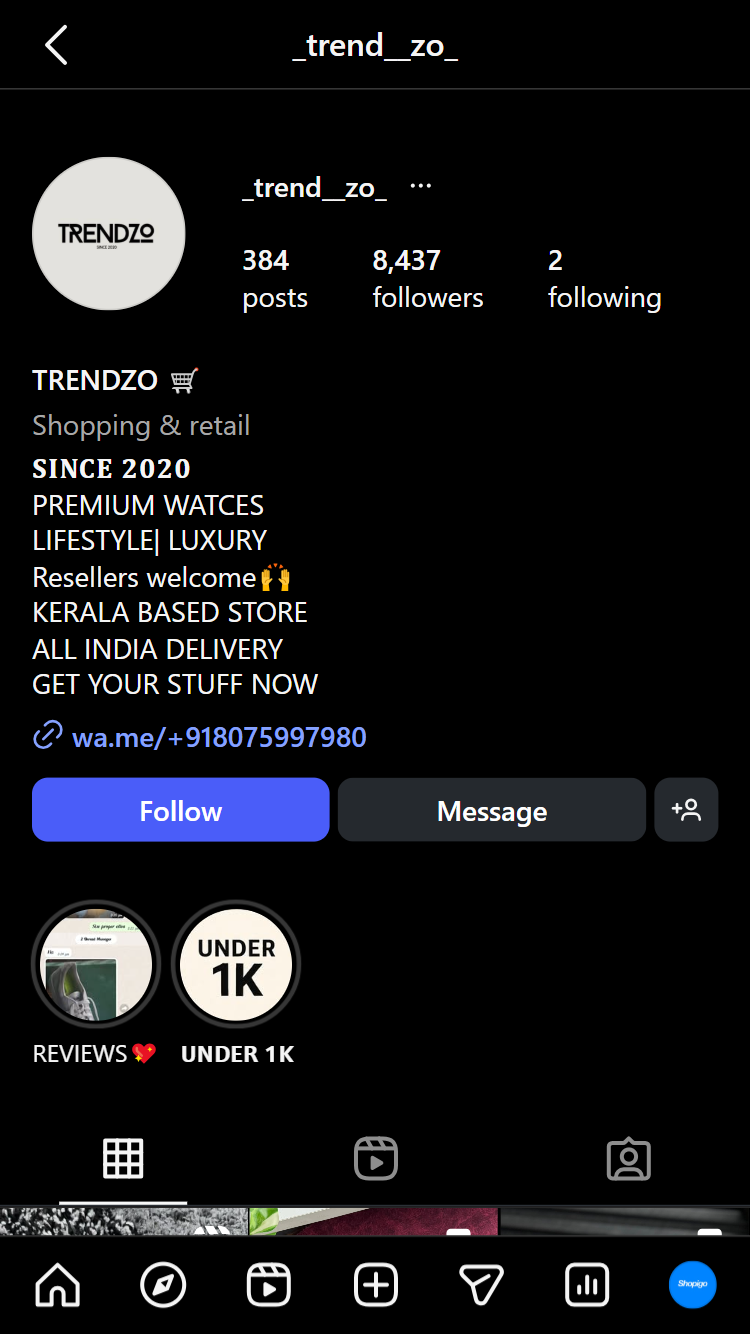 _trend__zo_
_trend__zo_ ...
TRENDZO
SINCE 2020
384 8,437 2
posts followers following
TRENDZO 🛒
Shopping & retail
SINCE 2020
PREMIUM WATCES
LIFESTYLE| LUXURY
Resellers welcome🙌
KERALA BASED STORE
ALL INDIA DELIVERY
GET YOUR STUFF NOW
wa.me/+918075997980
Follow Message
UNDER
1K
REVIEWS💖 UNDER 1K
Shopigo